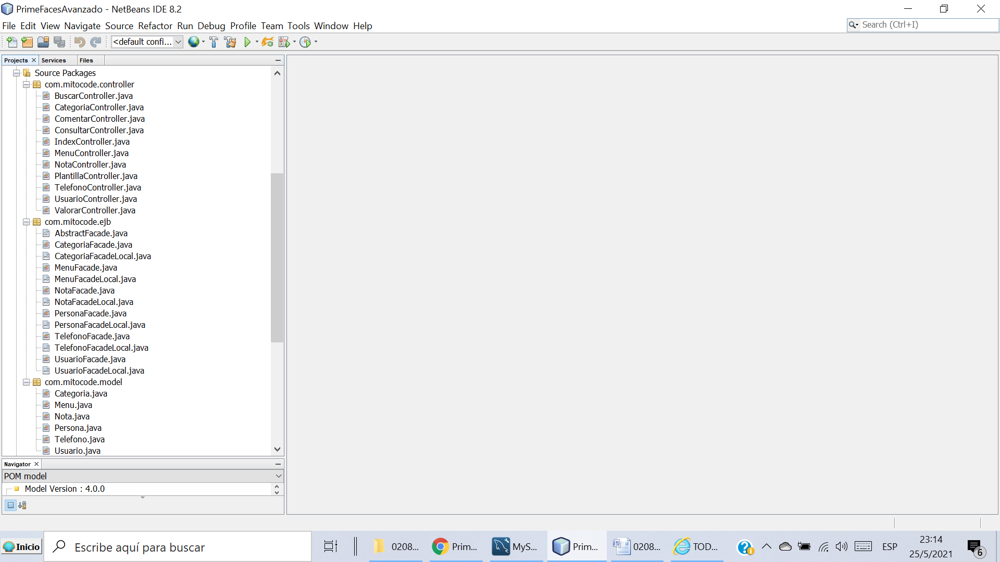 PrimeFacesAvanzado - NetBeans IDE 8.2
File Edit View Navigate Source Refactor Run Debug Profile Team Tools Window Help
Search (Ctrl+I)
<default confi...
Projects Services Files
Source Packages
com.mitocode.controller
BuscarController.java
CategoriaController.java
ComentarController.java
ConsultarController.java
IndexController.java
MenuController.java
NotaController.java
PlantillaController.java
TelefonoController.java
UsuarioController.java
ValorarController.java
com.mitocode.ejb
AbstractFacade.java
CategoriaFacade.java
CategoriaFacadeLocal.java
MenuFacade.java
MenuFacadeLocal.java
NotaFacade.java
NotaFacadeLocal.java
PersonaFacade.java
PersonaFacadeLocal.java
TelefonoFacade.java
TelefonoFacadeLocal.java
UsuarioFacade.java
UsuarioFacadeLocal.java
com.mitocode.model
Categoria.java
Menu.java
Nota.java
Persona.java
Telefono.java
Usuario.java
Navigator
POM model
Model Version : 4.0.0
Inicio Escribe aquí para buscar 0208... Prim... MyS... Prim... 0208... TOD... ESP 23:14
25/5/2021 6